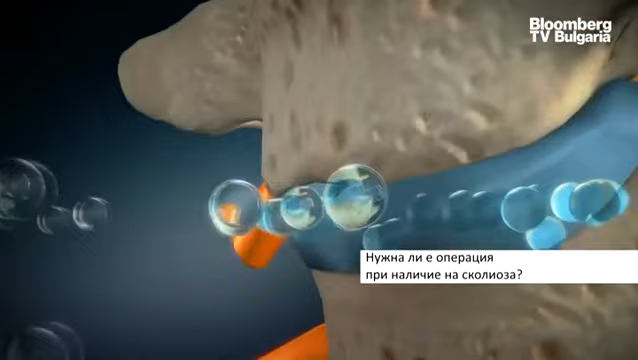 Bloomberg
TV Bulgaria
Нужна ли е операция
при наличие на сколиоза?